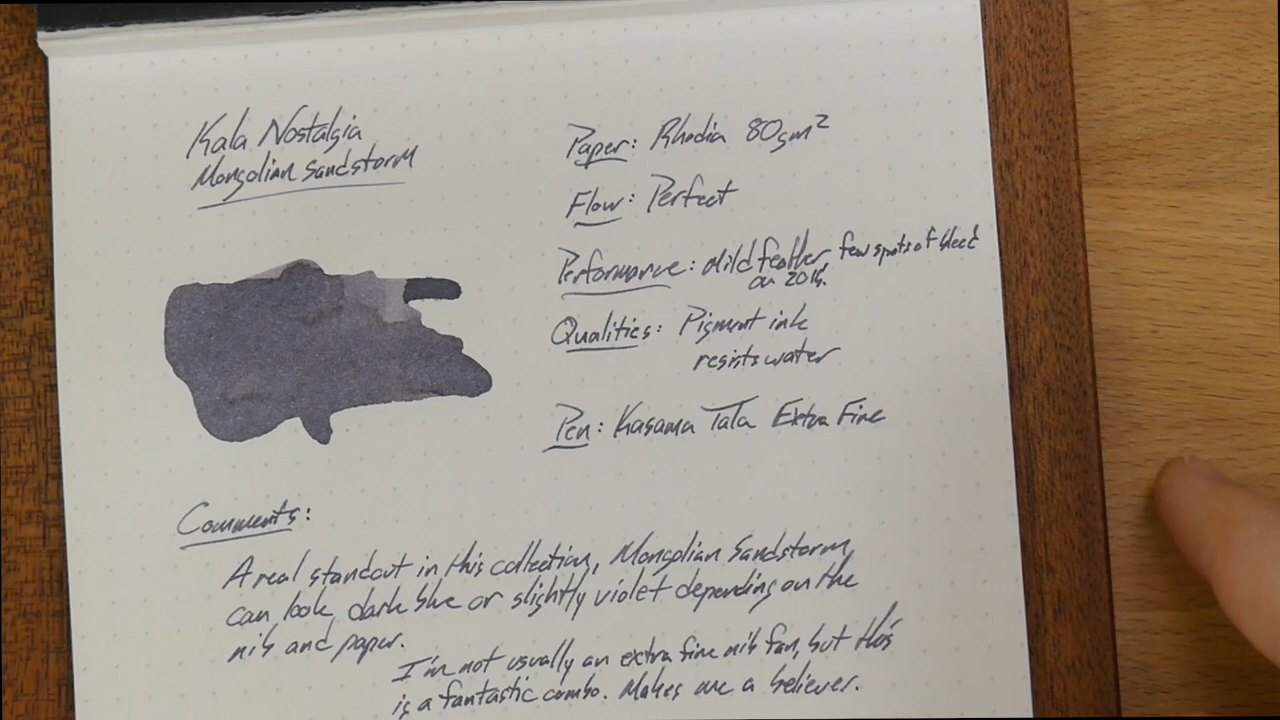 Kala Nostalgia
Mongolian Sandstorm
Paper: Rhodia 80gm²
Flow: Perfect
Performance: Mild feather few spots of bleed
on 20lb.
Qualities: Pigment ink
resists water
Pen: Kasama Tala Extra Fine
Comments:
A real standout in this collection, Mongolian Sandstorm
can look dark blue or slightly violet depending on the
nib and paper.
I'm not usually an extra fine nib fan, but this
is a fantastic combo. Makes me a believer.